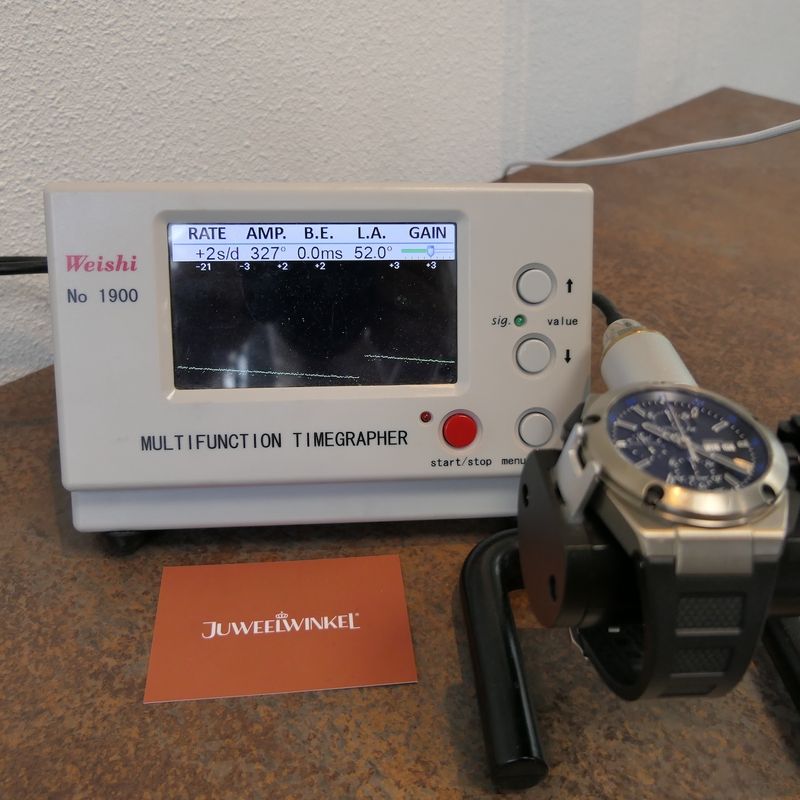 RATE AMP. B.E. L.A. GAIN
+2s/d 327° 0.0ms 52.0°
-21 -3 +2 +2 +3 +3
Weishi
No 1900
sig. value
MULTIFUNCTION TIMEGRAPHER
start/stop menu
JUWEELWINKEL